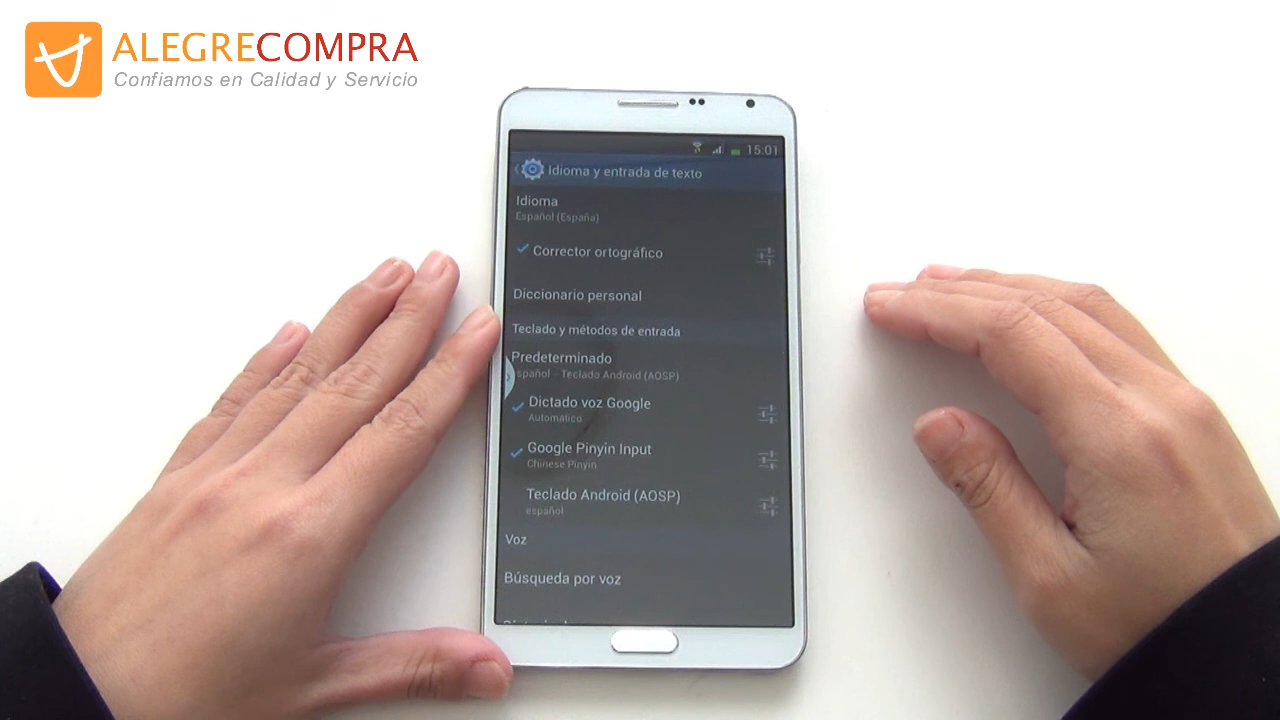 ALEGRECOMPRA
Confiamos en Calidad y Servicio
15:01
Idioma y entrada de texto
Idioma
Español (España)
Corrector ortográfico
Diccionario personal
Teclado y métodos de entrada
Predeterminado
español - Teclado Android (AOSP)
Dictado voz Google
Automático
Google Pinyin Input
Chinese Pinyin
Teclado Android (AOSP)
español
Voz
Búsqueda por voz